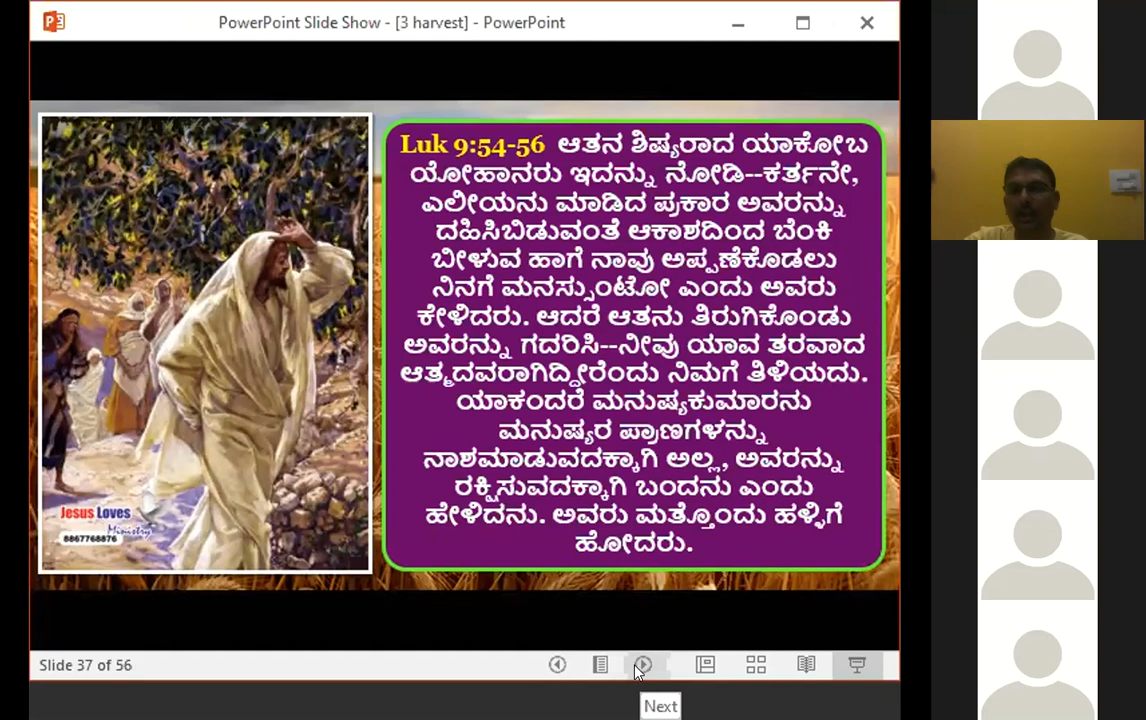 PowerPoint Slide Show - [3 harvest] - PowerPoint
Luk 9:54-56 ಆತನ ಶಿಷ್ಯರಾದ ಯಾಕೋಬ
ಯೋಹಾನರು ಇದನ್ನು ನೋಡಿ--ಕರ್ತನೇ,
ಎಲೀಯನು ಮಾಡಿದ ಪ್ರಕಾರ ಅವರನ್ನು
ದಹಿಸಿಬಿಡುವಂತೆ ಆಕಾಶದಿಂದ ಬೆಂಕಿ
ಬೀಳುವ ಹಾಗೆ ನಾವು ಅಪ್ಪಣೆಕೊಡಲು
ನಿನಗೆ ಮನಸ್ಸುಂಟೋ ಎಂದು ಅವರು
ಕೇಳಿದರು. ಆದರೆ ಆತನು ತಿರುಗಿಕೊಂಡು
ಅವರನ್ನು ಗದರಿಸಿ--ನೀವು ಯಾವ ತರವಾದ
ಆತ್ಮದವರಾಗಿದ್ದೀರೆಂದು ನಿಮಗೆ ತಿಳಿಯದು.
ಯಾಕಂದರೆ ಮನುಷ್ಯಕುಮಾರನು
ಮನುಷ್ಯರ ಪ್ರಾಣಗಳನ್ನು
ನಾಶಮಾಡುವದಕ್ಕಾಗಿ ಅಲ್ಲ, ಅವರನ್ನು
ರಕ್ಷಿಸುವದಕ್ಕಾಗಿ ಬಂದನು ಎಂದು
ಹೇಳಿದನು. ಅವರು ಮತ್ತೊಂದು ಹಳ್ಳಿಗೆ
ಹೋದರು.
Jesus Loves
Ministry
8867768876
Slide 37 of 56
Next